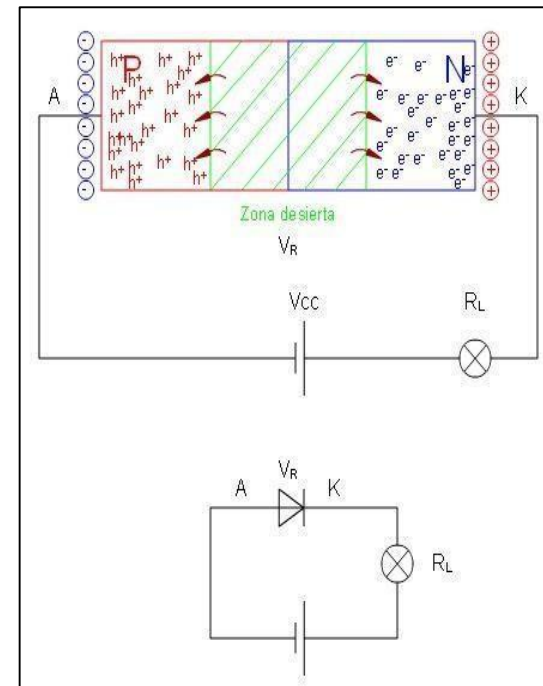 P N
A K
h+ h+ h+ h+ h+ h+ h+ h+ h+ h+ h+ h+ h+ h+ h+ h+ h+ h+ h+ h+ h+ h+
e- e- e- e- e- e- e- e- e- e- e- e- e- e- e- e- e- e- e- e- e- e- e-
Zona desierta
VR
Vcc RL
VR
A K
RL